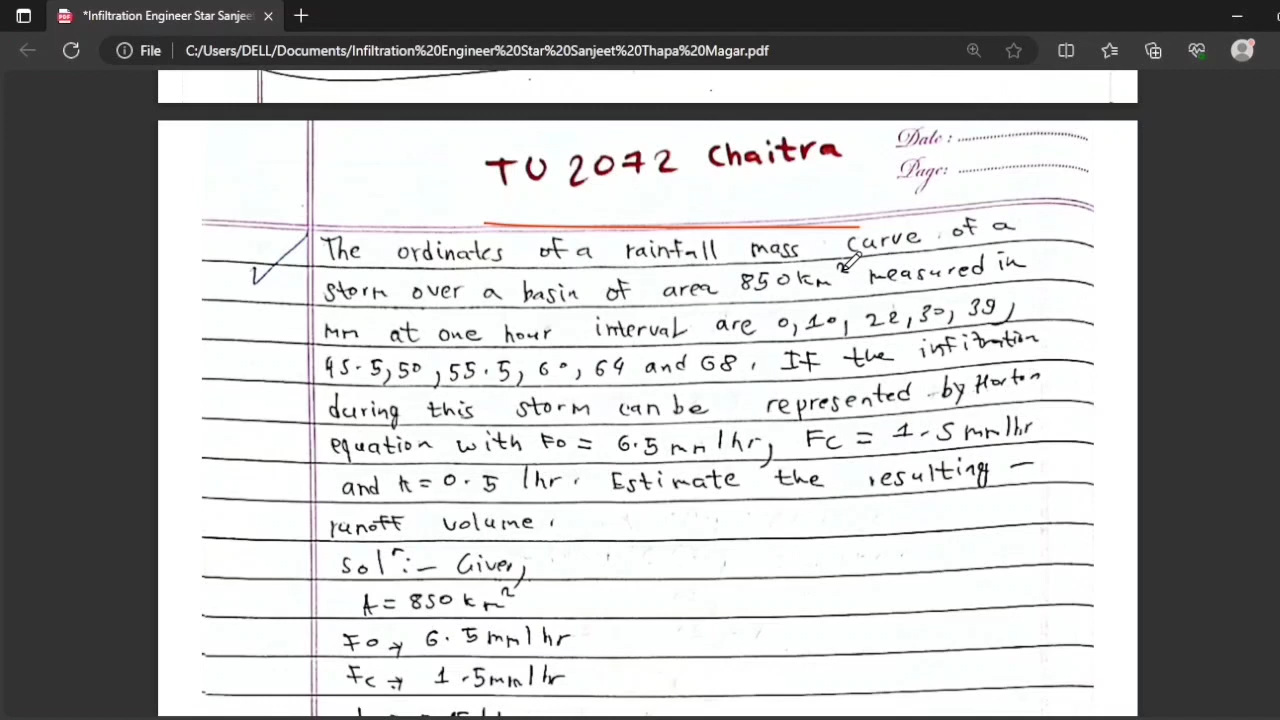 *Infiltration Engineer Star Sanjee
File
C:/Users/DELL/Documents/Infiltration%20Engineer%20Star%20Sanjeet%20Thapa%20Magar.pdf
TU 2072 Chaitra
Date :
Page:
The ordinates of a rainfall mass curve of a
storm over a basin of area 850 km² measured in
mm at one hour interval are 0, 10, 22, 30, 39,
45.5, 50, 55.5, 60, 64 and 68. If the infitration
during this storm can be represented by Horton
equation with Fo = 6.5 mm/hr, Fc = 1.5 mm/hr
and k = 0.5 /hr. Estimate the resulting -
runoff volume.
Solⁿ:- Given,
A = 850 km²
Fo → 6.5 mm/hr
Fc → 1.5 mm/hr